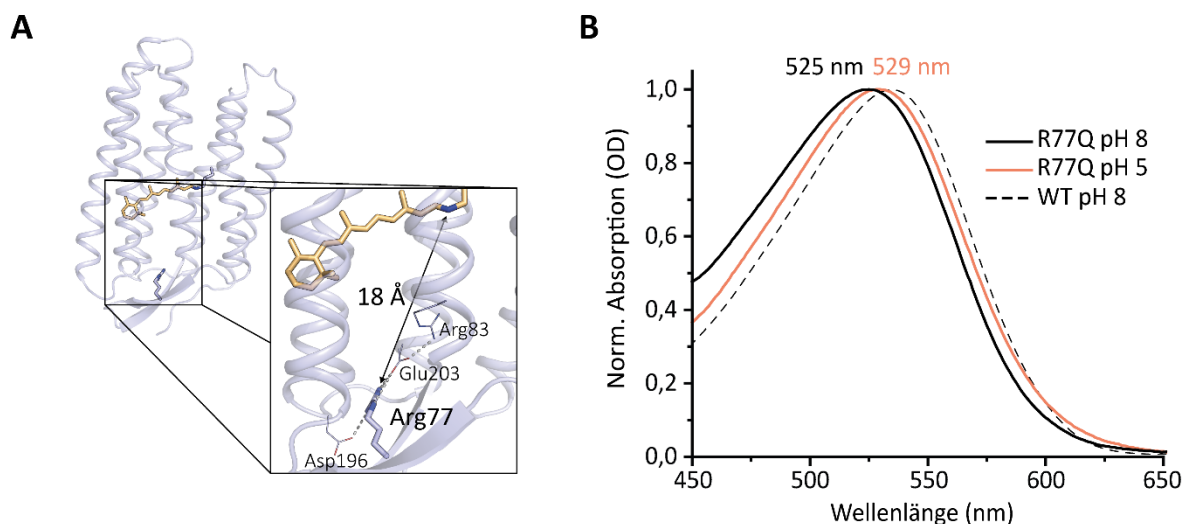 A
18 Å
Arg83
Glu203
Arg77
Asp196
B
525 nm 529 nm
1,0
0,8
0,6
0,4
0,2
0,0
Norm. Absorption (OD)
R77Q pH 8
R77Q pH 5
WT pH 8
450 500 550 600 650
Wellenlänge (nm)